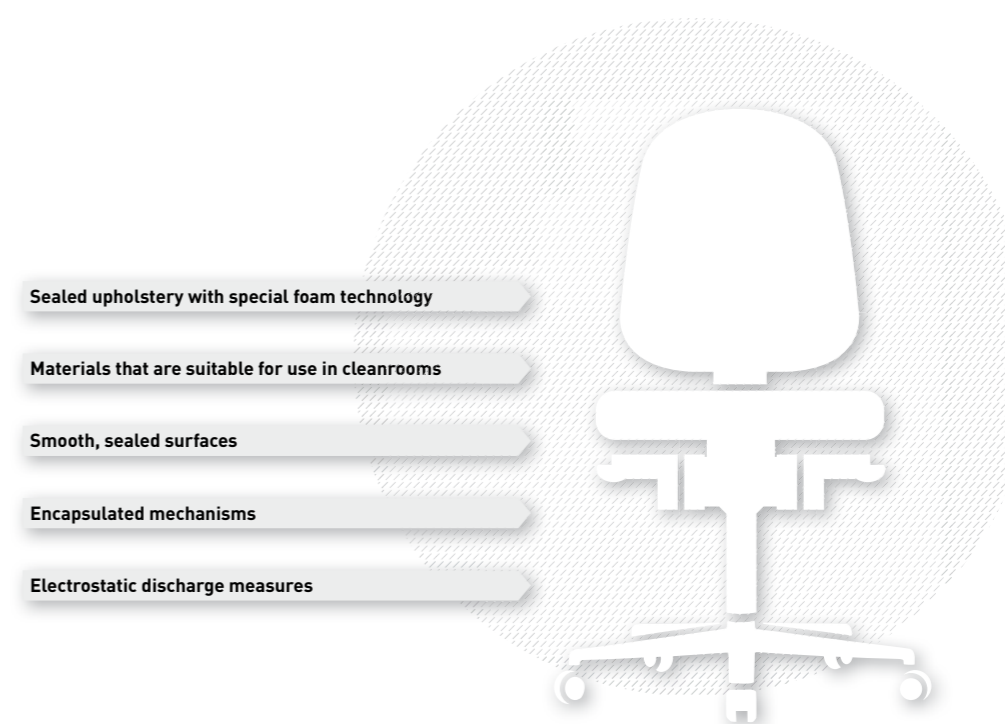 Sealed upholstery with special foam technology
Materials that are suitable for use in cleanrooms
Smooth, sealed surfaces
Encapsulated mechanisms
Electrostatic discharge measures